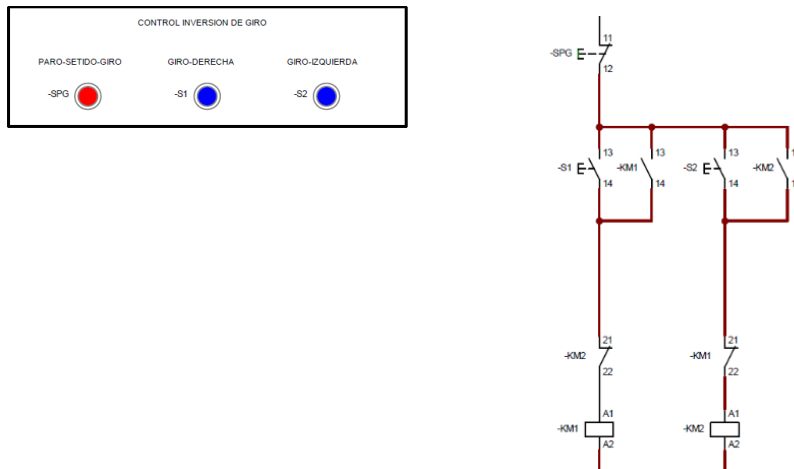 CONTROL INVERSION DE GIRO
PARO-SETIDO-GIRO GIRO-DERECHA GIRO-IZQUIERDA
-SPG -S1 -S2
11
-SPG
12
13 13 13
-S1 -KM1 -S2 -KM2
14 14 14
21 21
-KM2 -KM1
22 22
A1 A1
-KM1 -KM2
A2 A2